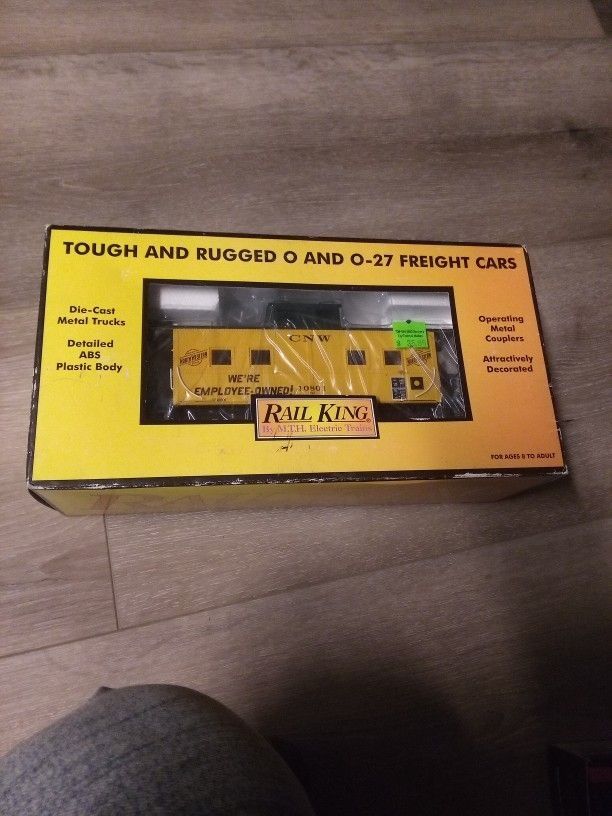 TOUGH AND RUGGED O AND O-27 FREIGHT CARS
Die-Cast
Metal Trucks
Detailed
ABS
Plastic Body
CNW
WE'RE
EMPLOYEE-OWNED!
RAIL KING®
By M.T.H. Electric Trains
Operating
Metal
Couplers
Attractively
Decorated
FOR AGES 8 TO ADULT